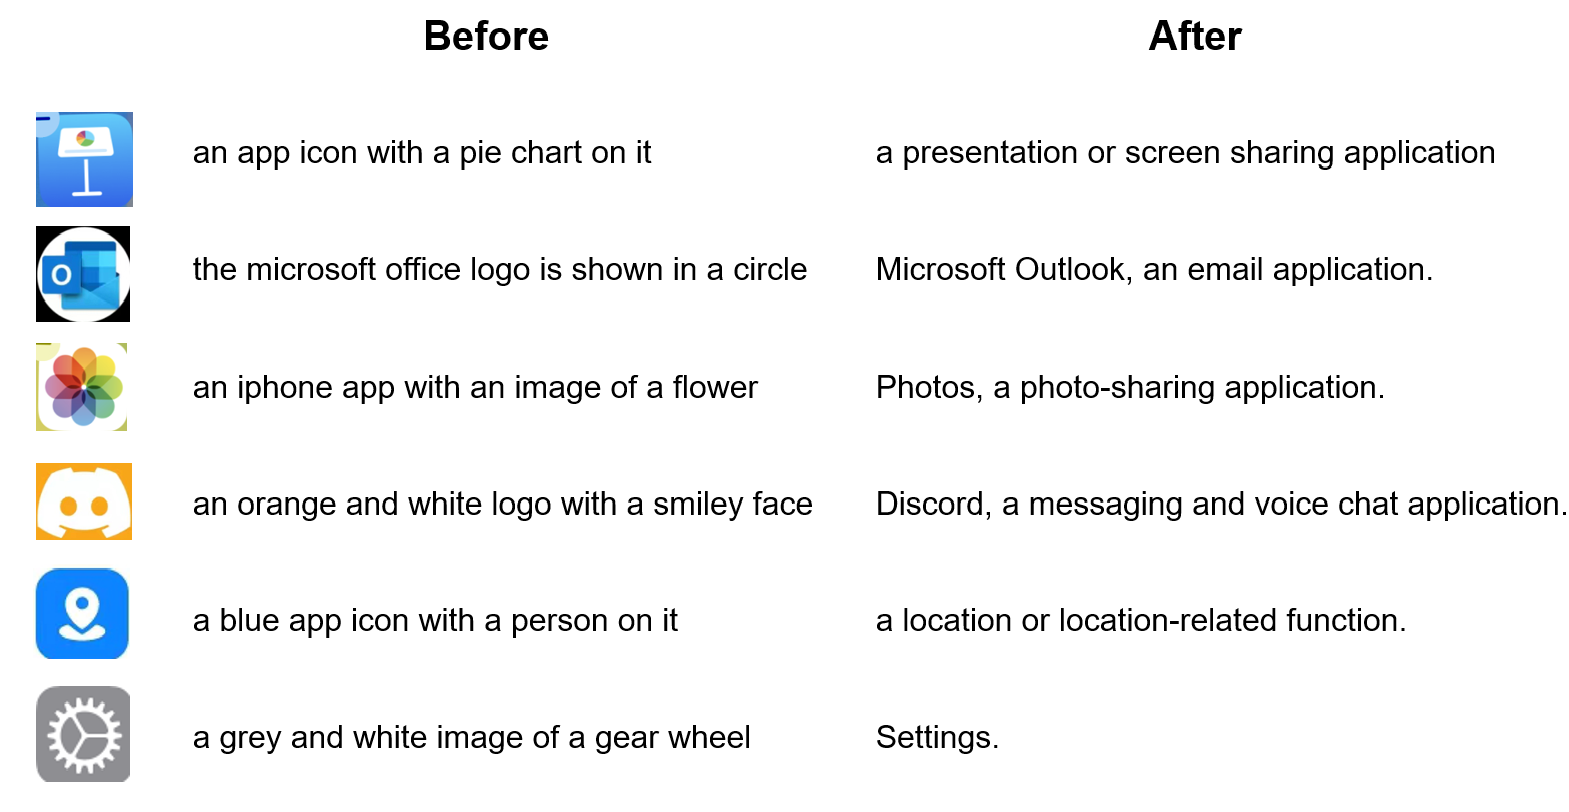 Before After
an app icon with a pie chart on it a presentation or screen sharing application
O
the microsoft office logo is shown in a circle Microsoft Outlook, an email application.
an iphone app with an image of a flower Photos, a photo-sharing application.
an orange and white logo with a smiley face Discord, a messaging and voice chat application.
a blue app icon with a person on it a location or location-related function.
a grey and white image of a gear wheel Settings.